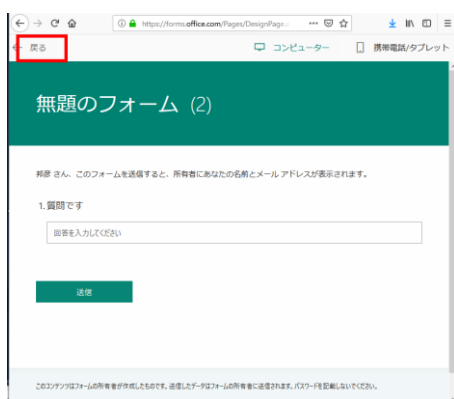 https://forms.office.com/Pages/DesignPage.
戻る
コンピューター
携帯電話/タブレット
無題のフォーム (2)
邦彦 さん、このフォームを送信すると、所有者にあなたの名前とメール アドレスが表示されます。
1. 質問です
回答を入力してください
送信
このコンテンツはフォームの所有者が作成したものです。送信したデータはフォームの所有者に送信されます。パスワードを記載しないでください。